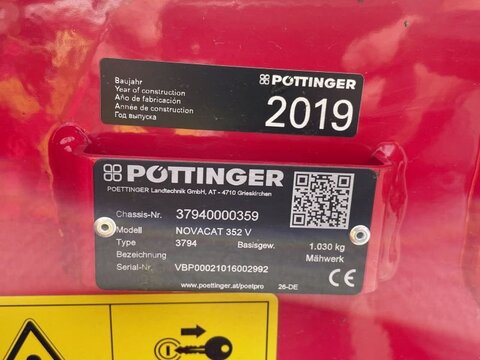 Baujahr
Year of construction
Año de fabricación
Année de construction
Год выпуска
PÖTTINGER
2019
PÖTTINGER
POETTINGER Landtechnik GmbH, AT - 4710 Grieskirchen
Chassis-Nr. 37940000359
Modell NOVACAT 352 V
Type 3794 Basisgew. 1.030 kg
Bezeichnung Mähwerk
Serial-Nr. VBP00021016002992
CE
www.poettinger.at/poetpro 26-DE